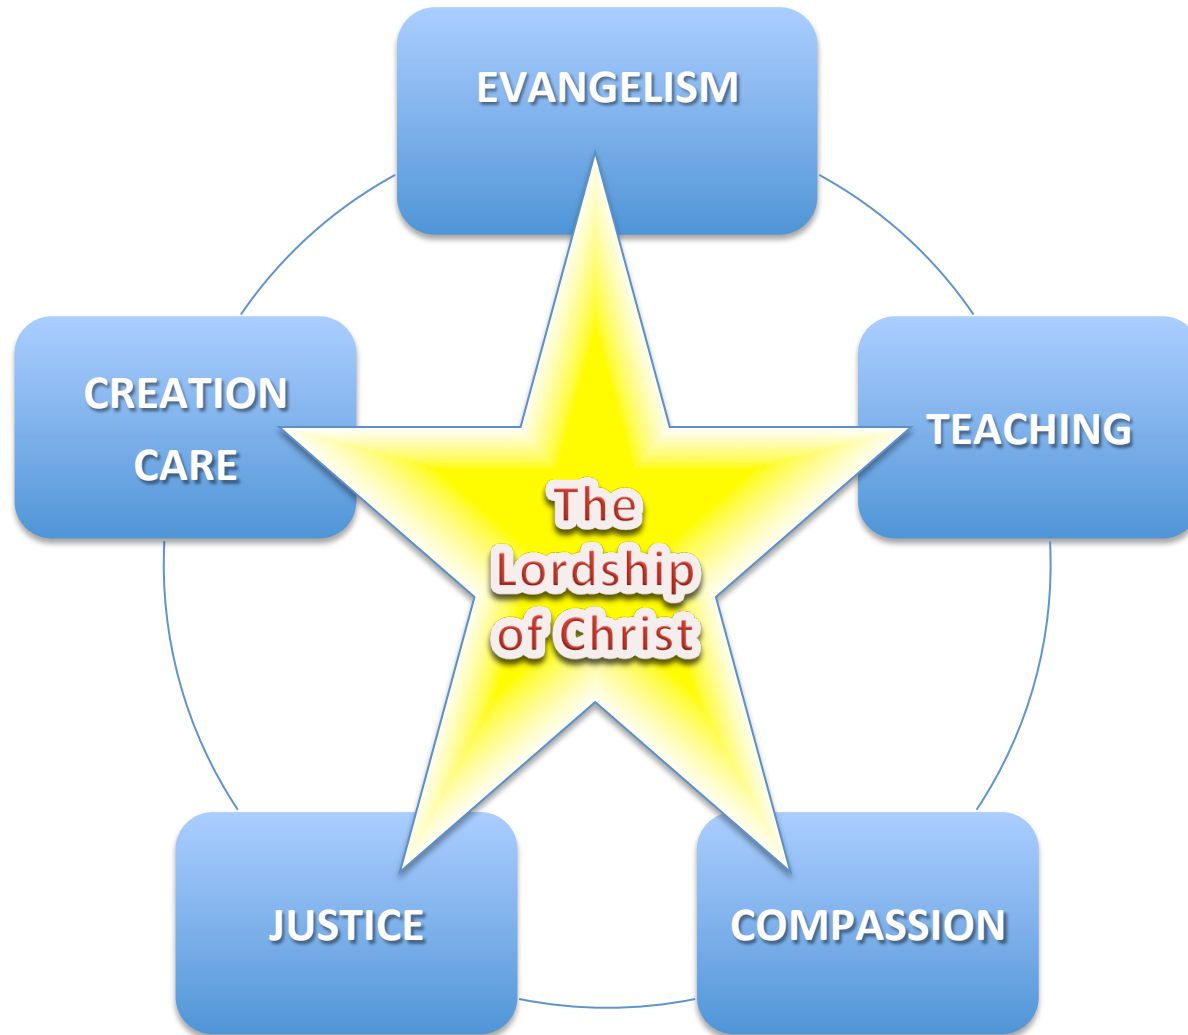 EVANGELISM
CREATION
CARE
TEACHING
The
Lordship
of Christ
JUSTICE
COMPASSION